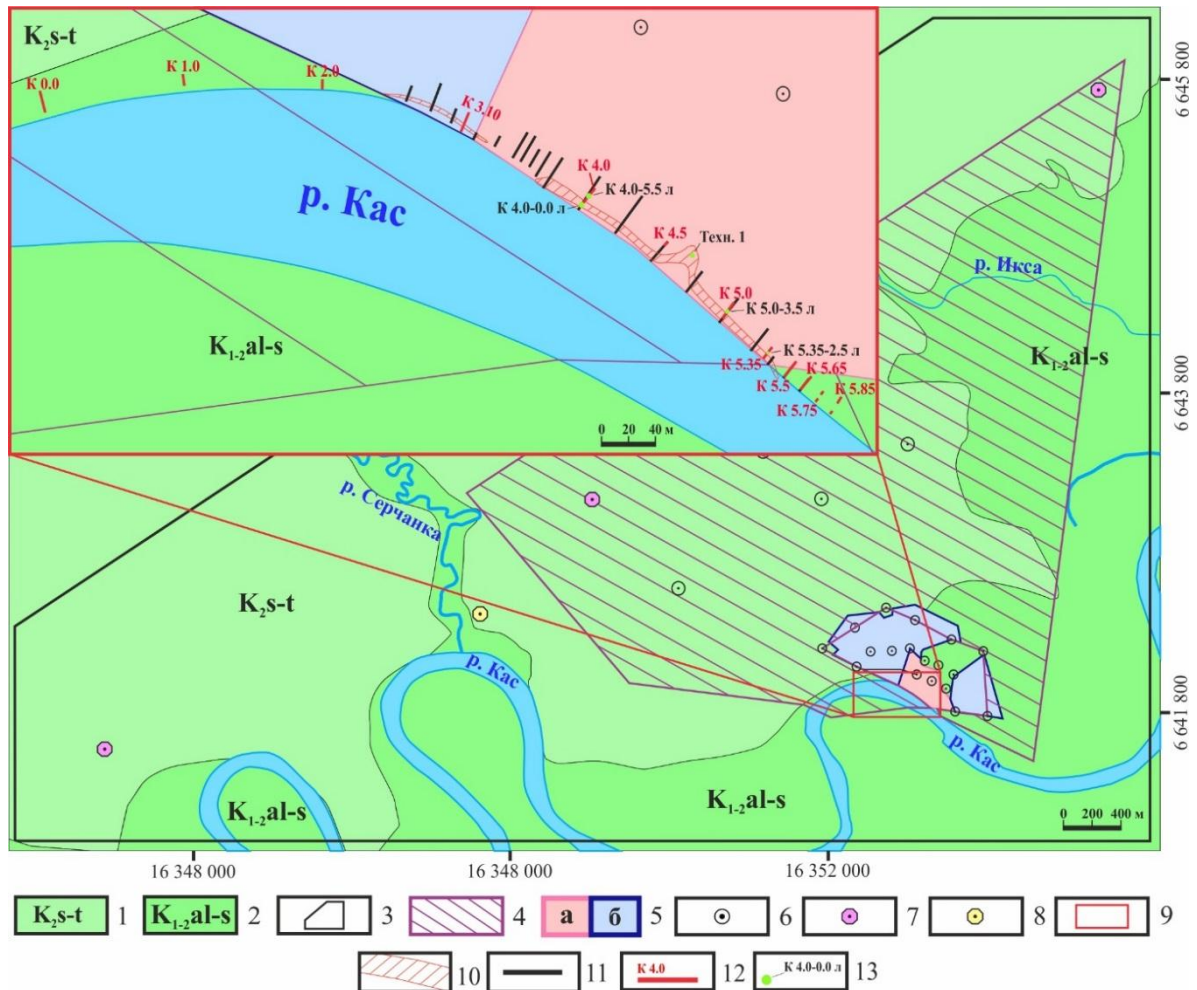 K₂s-t
К 0.0
К 1.0
К 2.0
К 3.10
К 4.0
К 4.0-5.5 л
К 4.0-0.0 л
К 4.5
Техн. 1
К 5.0
К 5.0-3.5 л
К 5.35-2.5 л
К 5.35
К 5.5
К 5.65
К 5.75
К 5.85
р. Кас
K₁₋₂al-s
0 20 40 м
р. Икса
K₁₋₂al-s
6 645 800
6 643 800
6 641 800
р. Серчанка
K₂s-t
р. Кас
р. Кас
K₁₋₂al-s
K₁₋₂al-s
0 200 400 м
16 348 000
16 348 000
16 352 000
K₂s-t 1
K₁₋₂al-s 2
3
4
а б 5
6
7
8
9
10
11
К 4.0 12
К 4.0-0.0 л 13